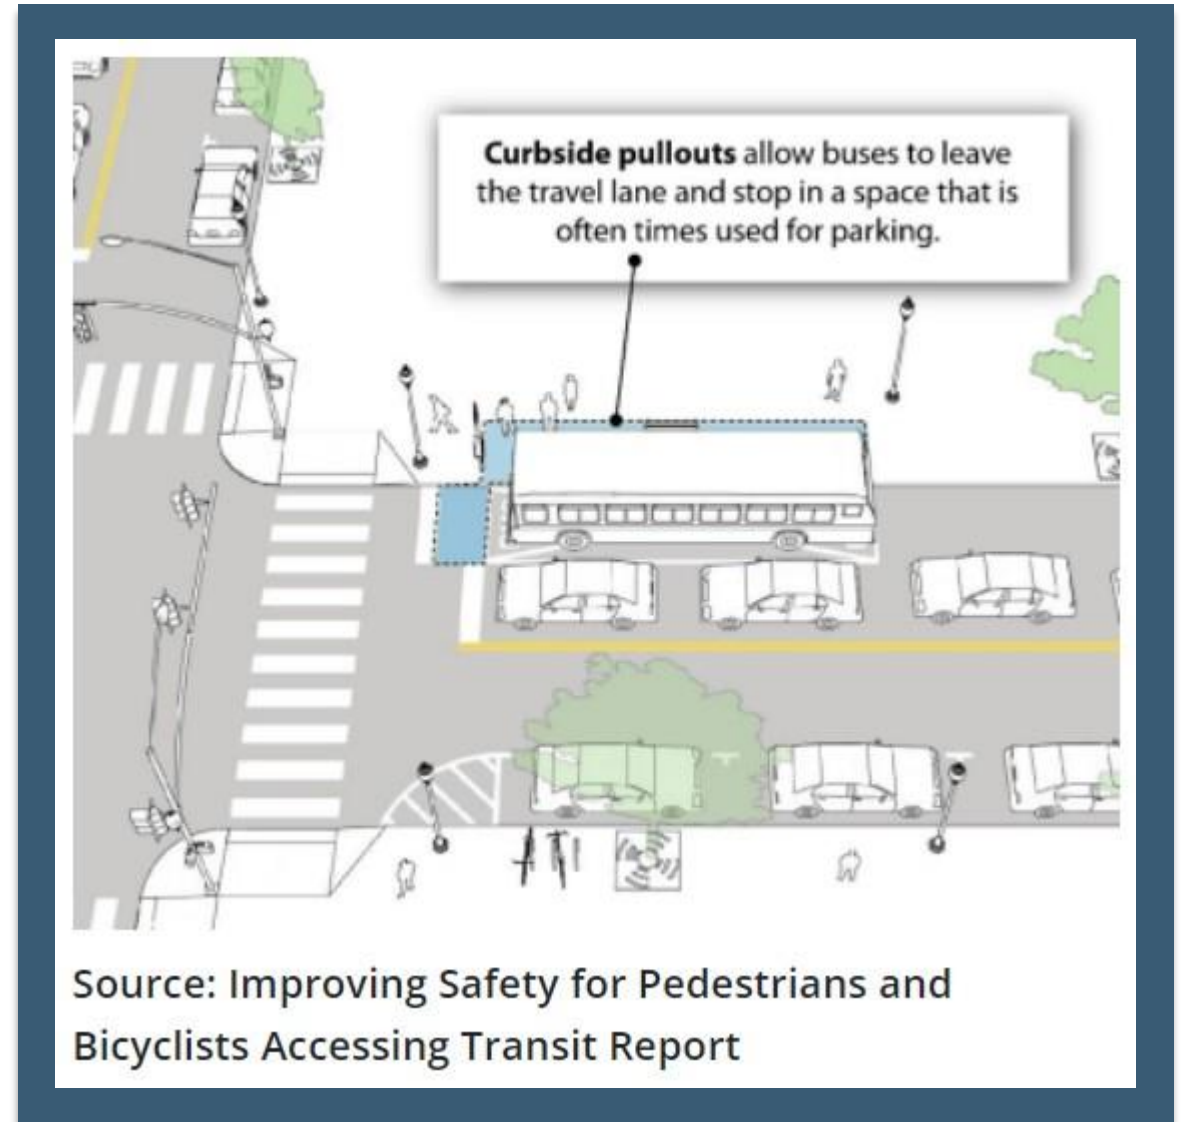 Curbside pullouts allow buses to leave
the travel lane and stop in a space that is
often times used for parking.
Source: Improving Safety for Pedestrians and
Bicyclists Accessing Transit Report